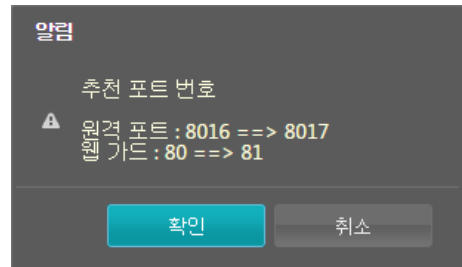 알림
추천 포트 번호
원격 포트 : 8016 ==> 8017
웹 가드 : 80 ==> 81
확인
취소